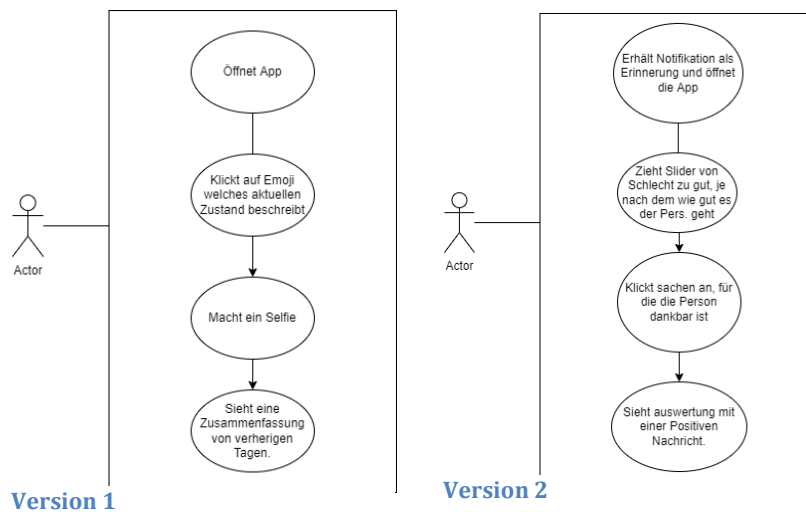 Öffnet App
Klickt auf Emoji
welches aktuellen
Zustand beschreibt
Actor
Macht ein Selfie
Sieht eine
Zusammenfassung
von verherigen
Tagen.
Version 1
Erhält Notifikation als
Erinnerung und öffnet
die App
Zieht Slider von
Schlecht zu gut, je
nach dem wie gut es
der Pers. geht
Actor
Klickt sachen an, für
die die Person
dankbar ist
Sieht auswertung mit
einer Positiven
Nachricht.
Version 2